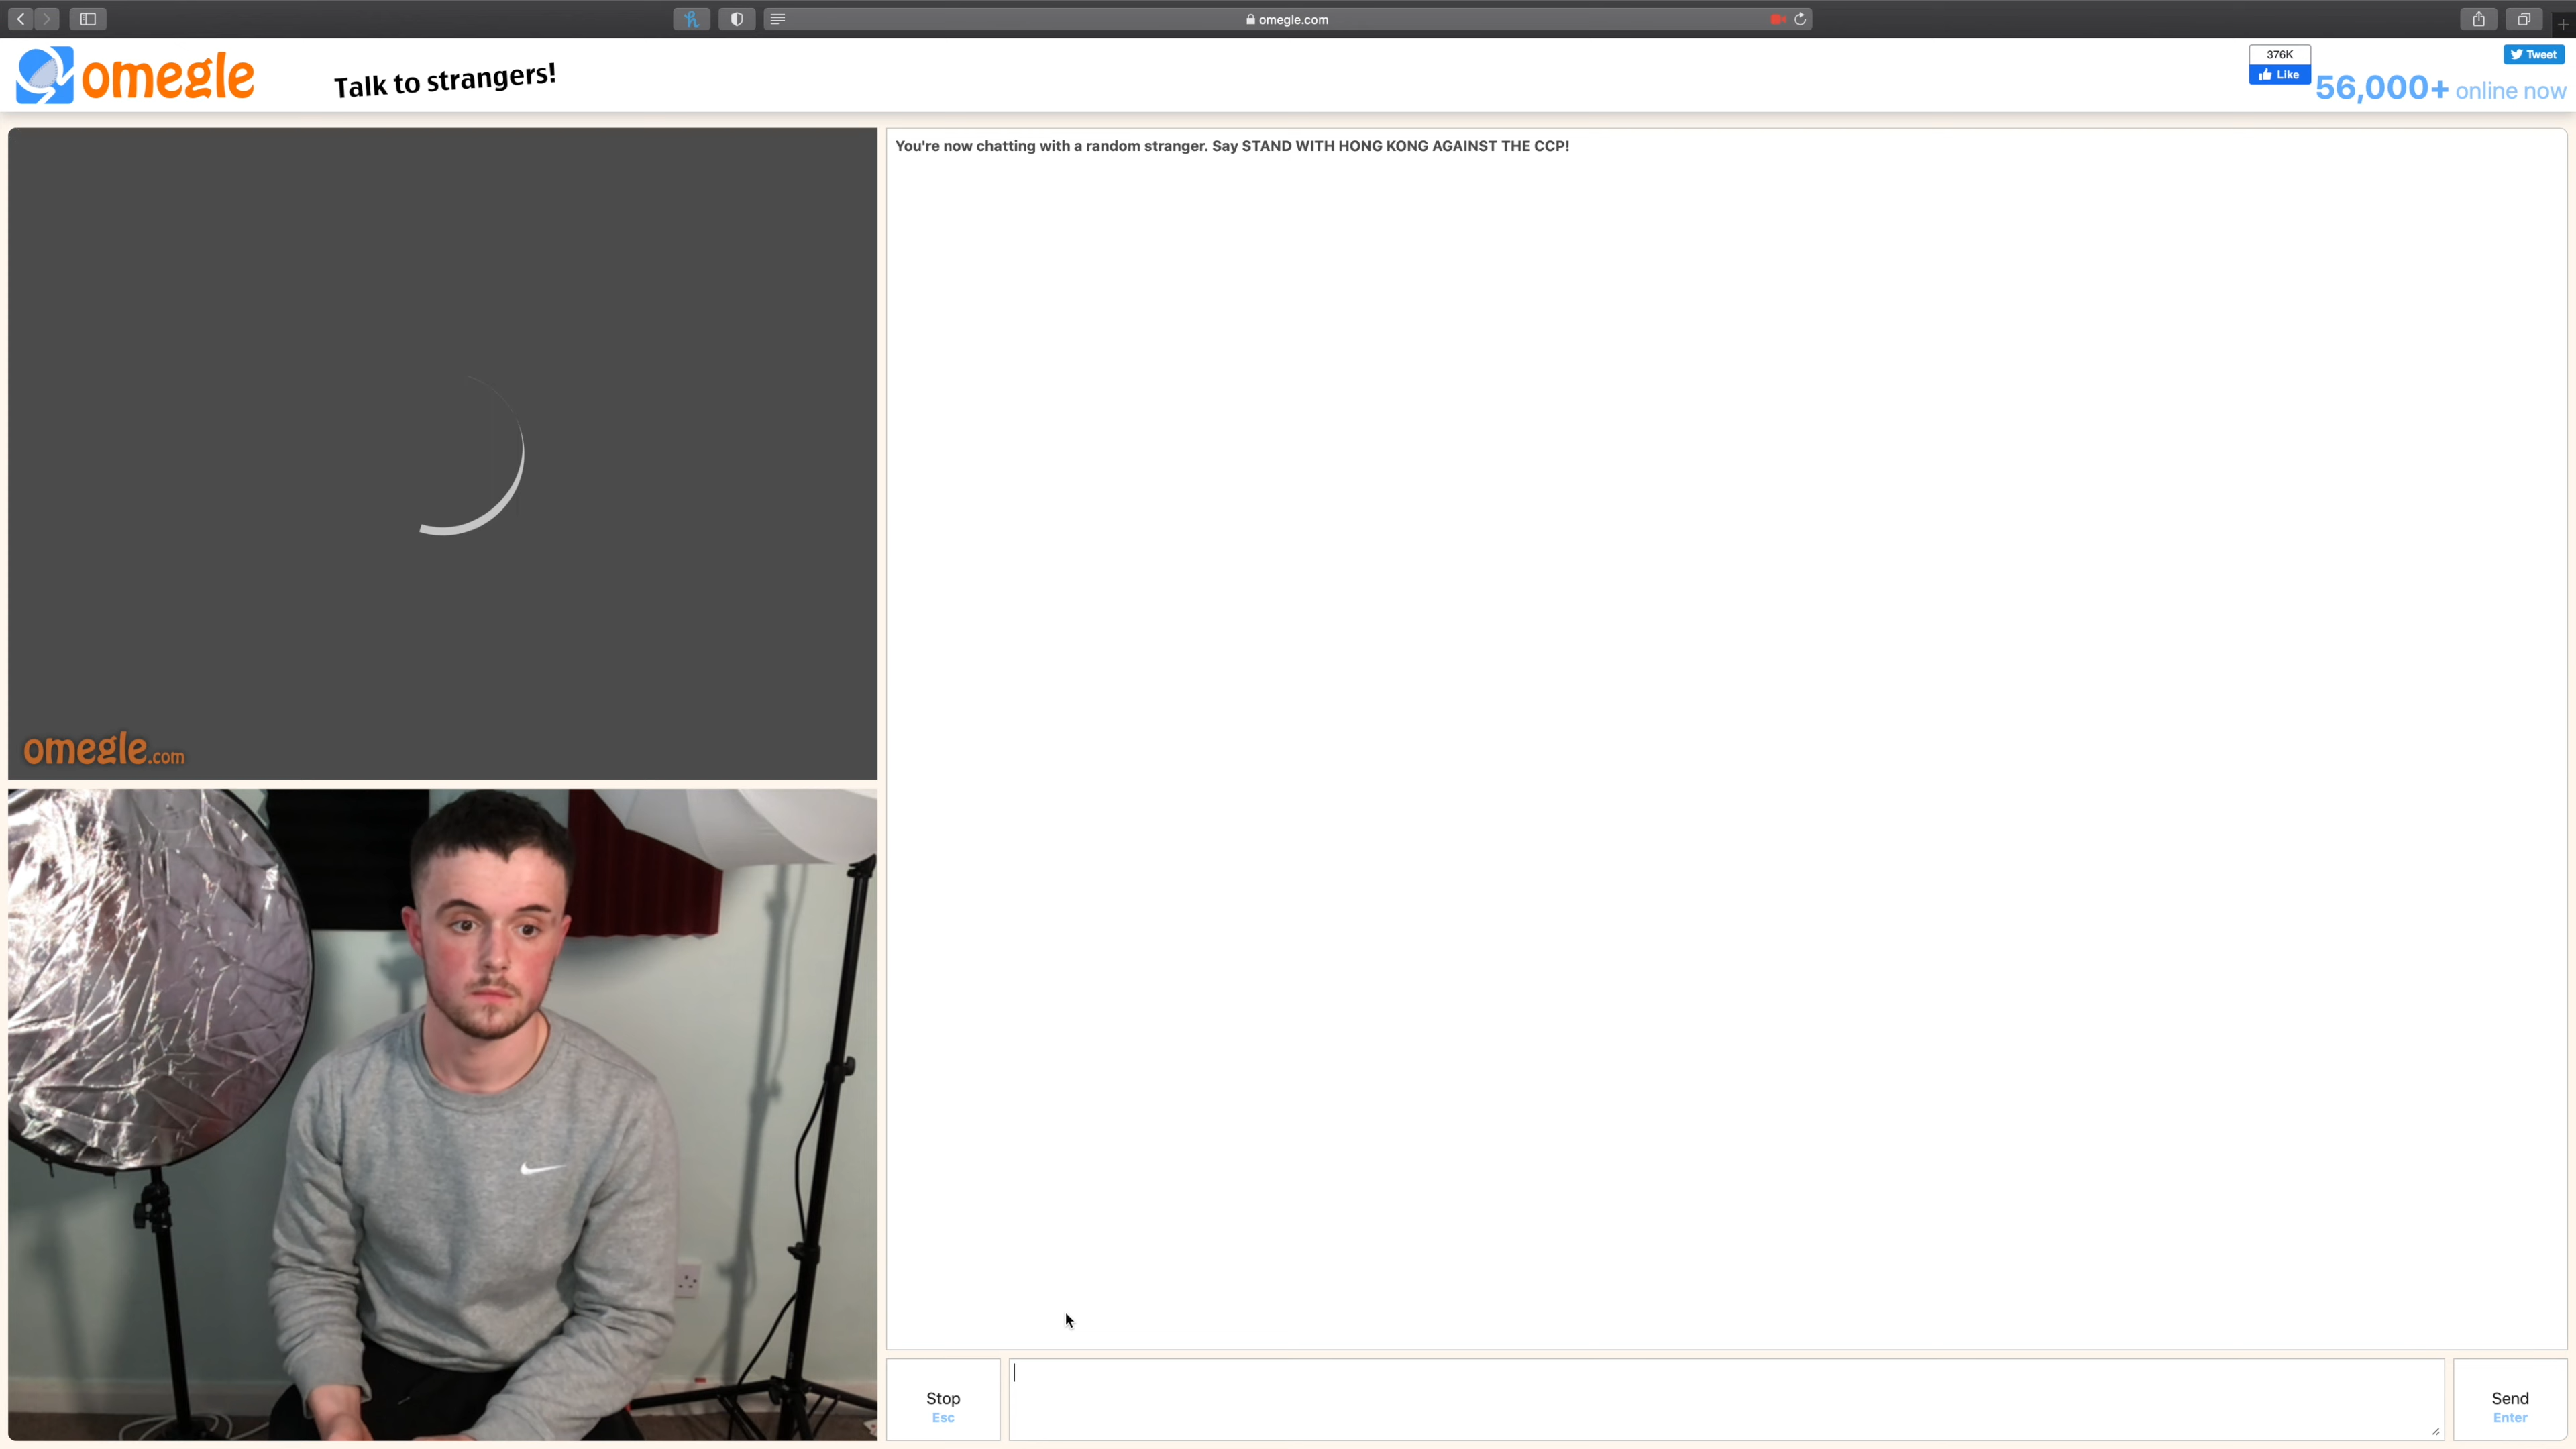 omegle.com
omegle
Talk to strangers!
376K
Like
Tweet
56,000+ online now
You're now chatting with a random stranger. Say STAND WITH HONG KONG AGAINST THE CCP!
omegle.com
Stop
Esc
Send
Enter